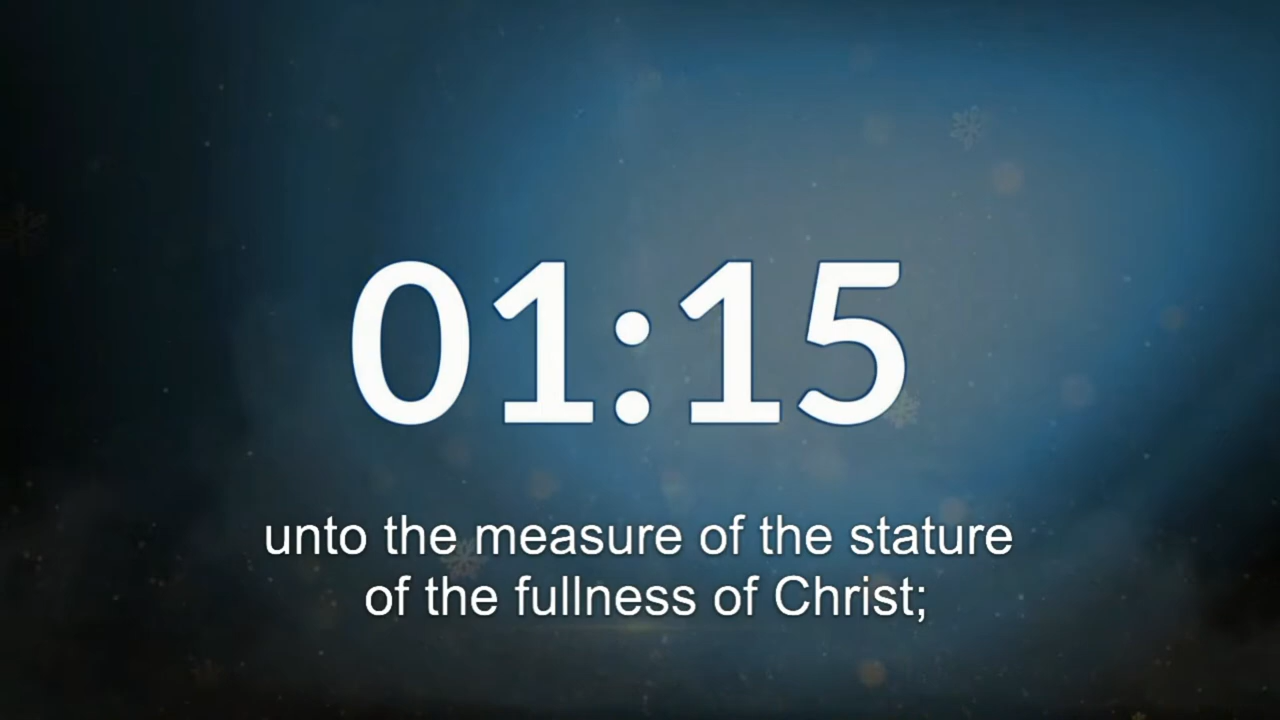 01:15
unto the measure of the stature
of the fullness of Christ;